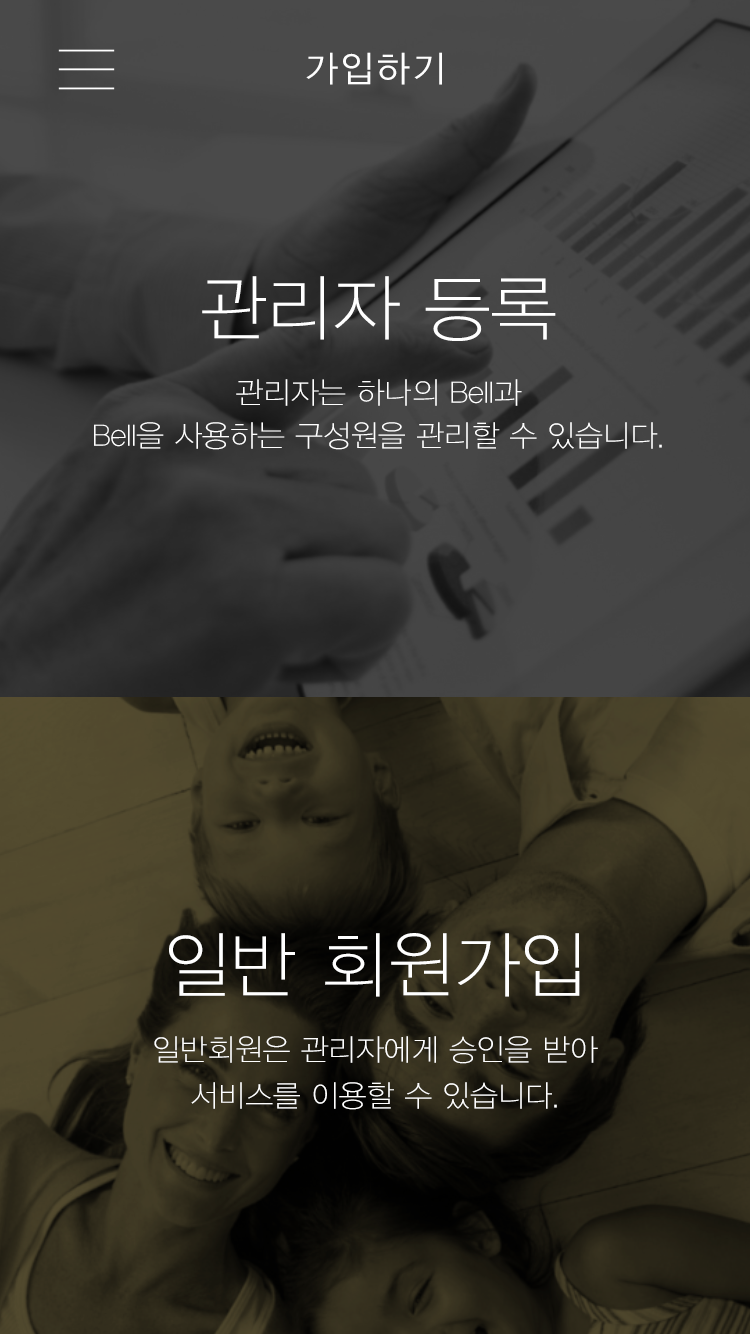 가입하기
관리자 등록
관리자는 하나의 Bell과
Bell을 사용하는 구성원을 관리할 수 있습니다.
일반 회원가입
일반회원은 관리자에게 승인을 받아
서비스를 이용할 수 있습니다.